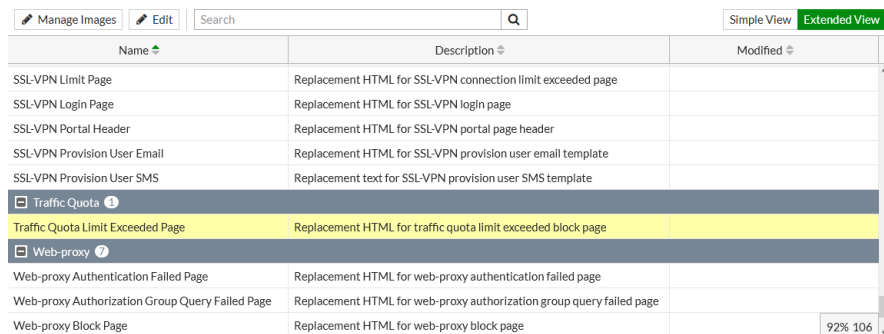 Manage Images Edit Search Simple View Extended View
Name Description Modified
SSL-VPN Limit Page Replacement HTML for SSL-VPN connection limit exceeded page
SSL-VPN Login Page Replacement HTML for SSL-VPN login page
SSL-VPN Portal Header Replacement HTML for SSL-VPN portal page header
SSL-VPN Provision User Email Replacement HTML for SSL-VPN provision user email template
SSL-VPN Provision User SMS Replacement text for SSL-VPN provision user SMS template
Traffic Quota 1
Traffic Quota Limit Exceeded Page Replacement HTML for traffic quota limit exceeded block page
Web-proxy 7
Web-proxy Authentication Failed Page Replacement HTML for web-proxy authentication failed page
Web-proxy Authorization Group Query Failed Page Replacement HTML for web-proxy authorization group query failed page
Web-proxy Block Page Replacement HTML for web-proxy block page 92% 106